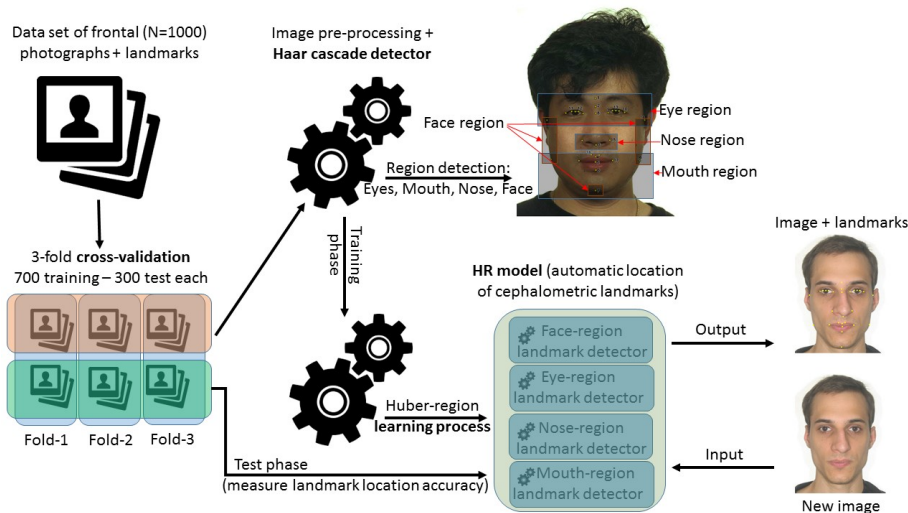 Data set of frontal (N=1000)
photographs + landmarks
Image pre-processing +
Haar cascade detector
Face region
Eye region
Nose region
Mouth region
Region detection:
Eyes, Mouth, Nose, Face
3-fold cross-validation
700 training – 300 test each
Training
phase
Fold-1
Fold-2
Fold-3
Huber-region
learning process
Test phase
(measure landmark location accuracy)
HR model (automatic location
of cephalometric landmarks)
Face-region
landmark detector
Eye-region
landmark detector
Nose-region
landmark detector
Mouth-region
landmark detector
Image + landmarks
Output
Input
New image